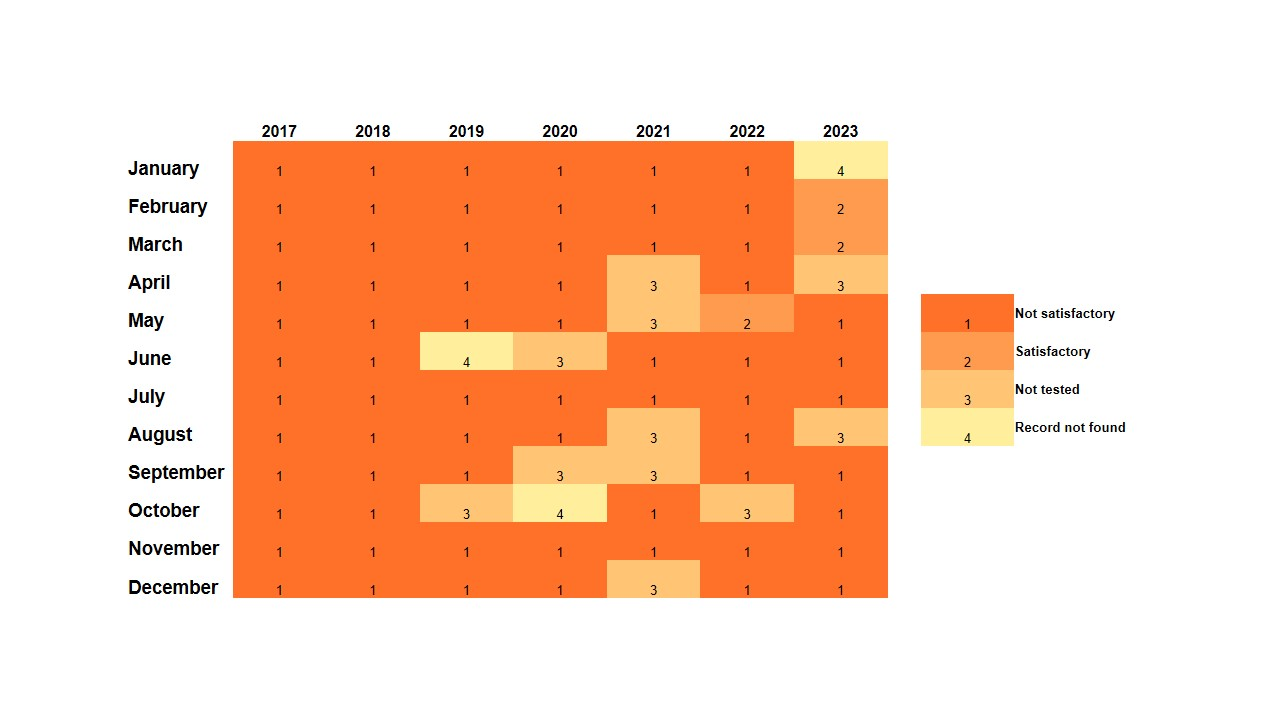 2017 2018 2019 2020 2021 2022 2023
January 1 1 1 1 1 1 4
February 1 1 1 1 1 1 2
March 1 1 1 1 1 1 2
April 1 1 1 1 3 1 3
May 1 1 1 1 3 2 1
June 1 1 4 3 1 1 1
July 1 1 1 1 1 1 1
August 1 1 1 1 3 1 3
September 1 1 1 3 3 1 1
October 1 1 3 4 1 3 1
November 1 1 1 1 1 1 1
December 1 1 1 1 3 1 1
1 Not satisfactory
2 Satisfactory
3 Not tested
4 Record not found